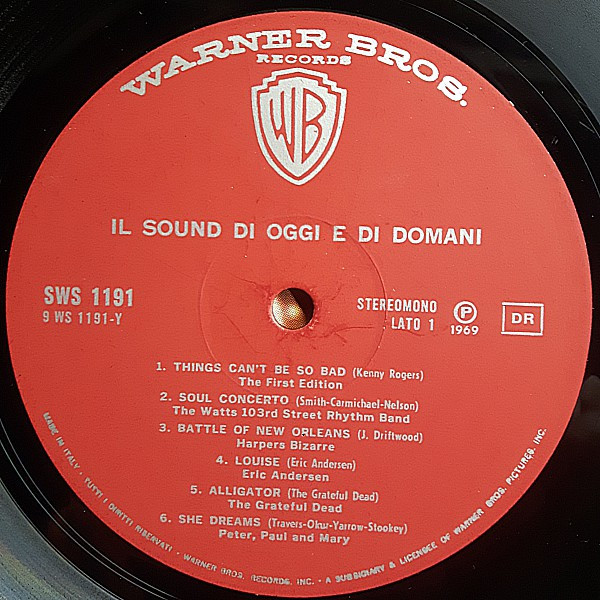 WARNER BROS.
RECORDS
WB
IL SOUND DI OGGI E DI DOMANI
SWS 1191
9 WS 1191-Y
STEREOMONO
LATO 1
P
1969
DR
1. THINGS CAN'T BE SO BAD (Kenny Rogers)
The First Edition
2. SOUL CONCERTO (Smith-Carmichael-Nelson)
The Watts 103rd Street Rhythm Band
3. BATTLE OF NEW ORLEANS (J. Driftwood)
Harpers Bizarre
4. LOUISE (Eric Andersen)
Eric Andersen
5. ALLIGATOR (The Grateful Dead)
The Grateful Dead
6. SHE DREAMS (Travers-Okur-Yarrow-Stookey)
Peter, Paul and Mary
MADE IN ITALY · TUTTI I DIRITTI RISERVATI · WARNER BROS. RECORDS, INC. · A SUBSIDIARY & LICENSEE OF WARNER BROS. PICTURES, INC.